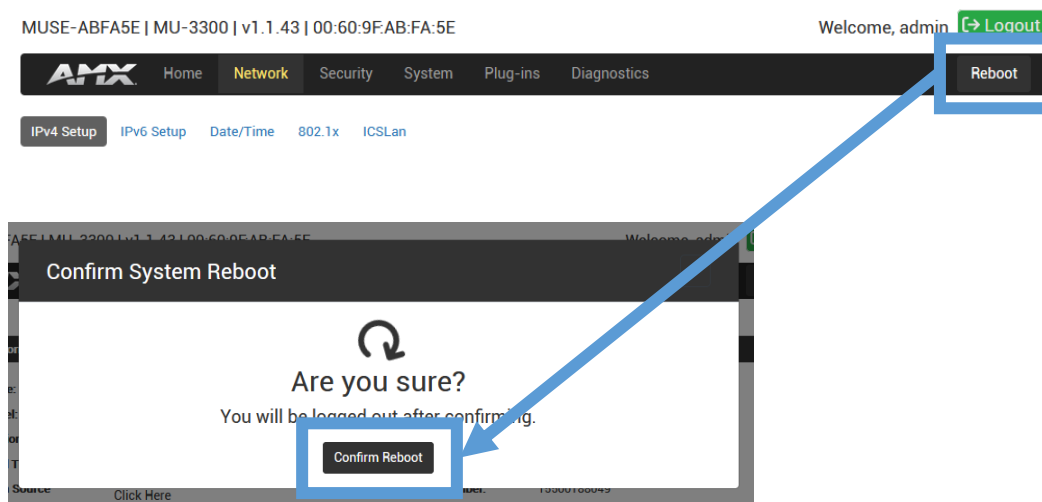 MUSE-ABFA5E | MU-3300 | v1.1.43 | 00:60:9F:AB:FA:5E
Welcome, admin Logout
AMX Home Network Security System Plug-ins Diagnostics Reboot
IPv4 Setup IPv6 Setup Date/Time 802.1x ICSLan
Confirm System Reboot
Are you sure?
You will be logged out after confirming.
Confirm Reboot
Source Click Here 15500188049